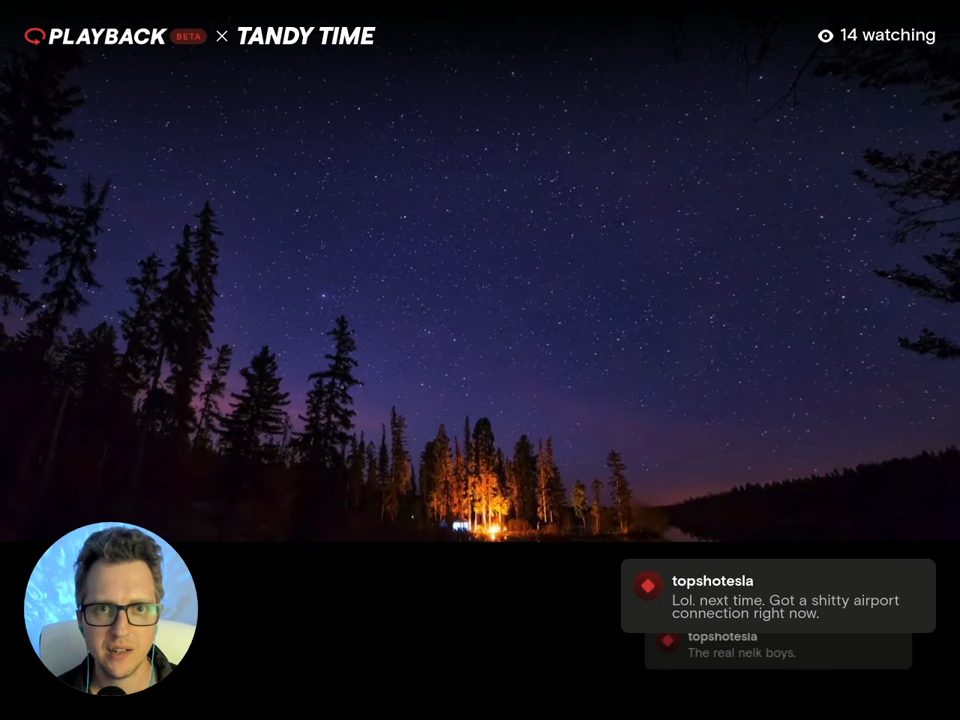 PLAYBACK BETA × TANDY TIME
14 watching
topshotesla
Lol. next time. Got a shitty airport
connection right now.
topshotesla
The real nelk boys.